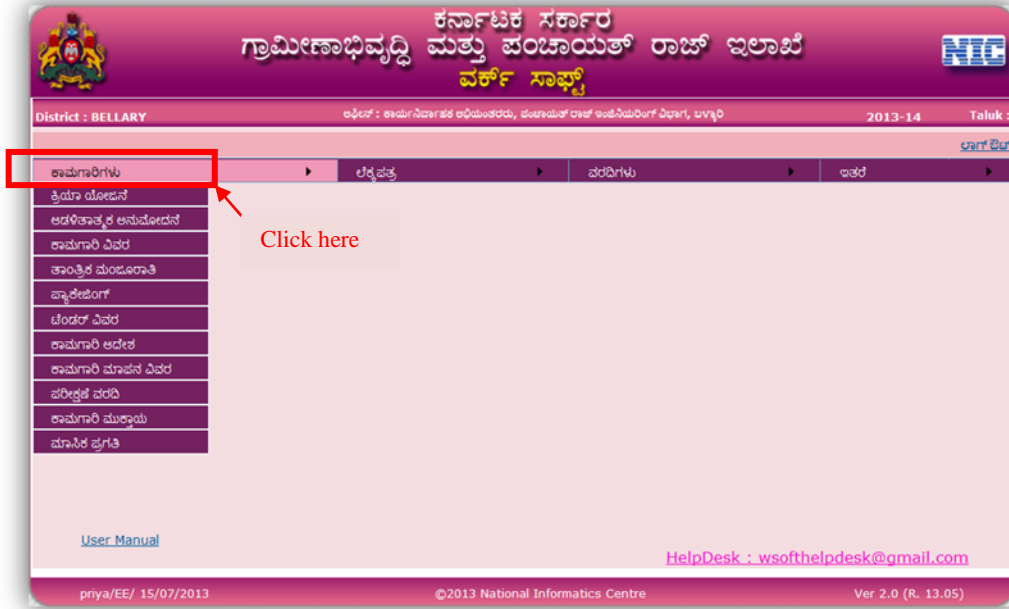 ಕರ್ನಾಟಕ ಸರ್ಕಾರ
ಗ್ರಾಮೀಣಾಭಿವೃದ್ಧಿ ಮತ್ತು ಪಂಚಾಯತ್ ರಾಜ್ ಇಲಾಖೆ
ವರ್ಕ್ ಸಾಫ್ಟ್
NIC
District : BELLARY ಆಫೀಸ್ : ಕಾರ್ಯನಿರ್ವಾಹಕ ಅಭಿಯಂತರರು, ಪಂಚಾಯತ್ ರಾಜ್ ಇಂಜಿನಿಯರಿಂಗ್ ವಿಭಾಗ, ಬಳ್ಳಾರಿ 2013-14 Taluk :
ಲಾಗ್ ಔಟ್
ಕಾಮಗಾರಿಗಳು ಲೆಕ್ಕಪತ್ರ ವರದಿಗಳು ಇತರೆ
ಕ್ರಿಯಾ ಯೋಜನೆ
ಆಡಳಿತಾತ್ಮಕ ಅನುಮೋದನೆ
Click here
ಕಾಮಗಾರಿ ವಿವರ
ತಾಂತ್ರಿಕ ಮಂಜೂರಾತಿ
ಪ್ಯಾಕೇಜಿಂಗ್
ಟೆಂಡರ್ ವಿವರ
ಕಾಮಗಾರಿ ಆದೇಶ
ಕಾಮಗಾರಿ ಮಾಪನ ವಿವರ
ಪರೀಕ್ಷಣೆ ವರದಿ
ಕಾಮಗಾರಿ ಮುಕ್ತಾಯ
ಮಾಸಿಕ ಪ್ರಗತಿ
User Manual
HelpDesk : wsofthelpdesk@gmail.com
priya/EE/ 15/07/2013 ©2013 National Informatics Centre Ver 2.0 (R. 13.05)